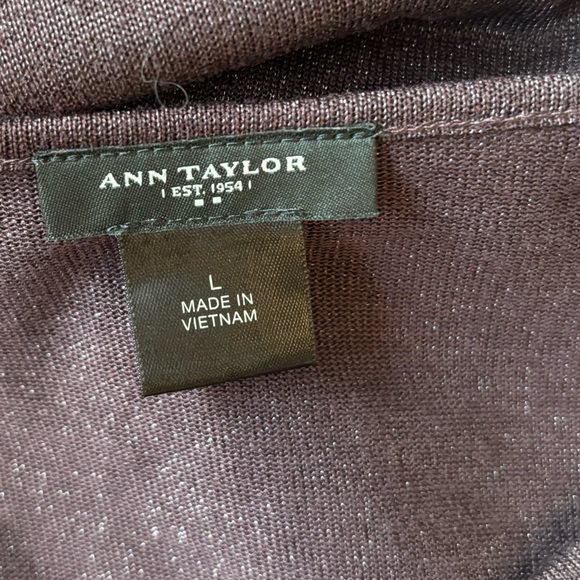 ANN TAYLOR
| EST. 1954 |
L
MADE IN
VIETNAM